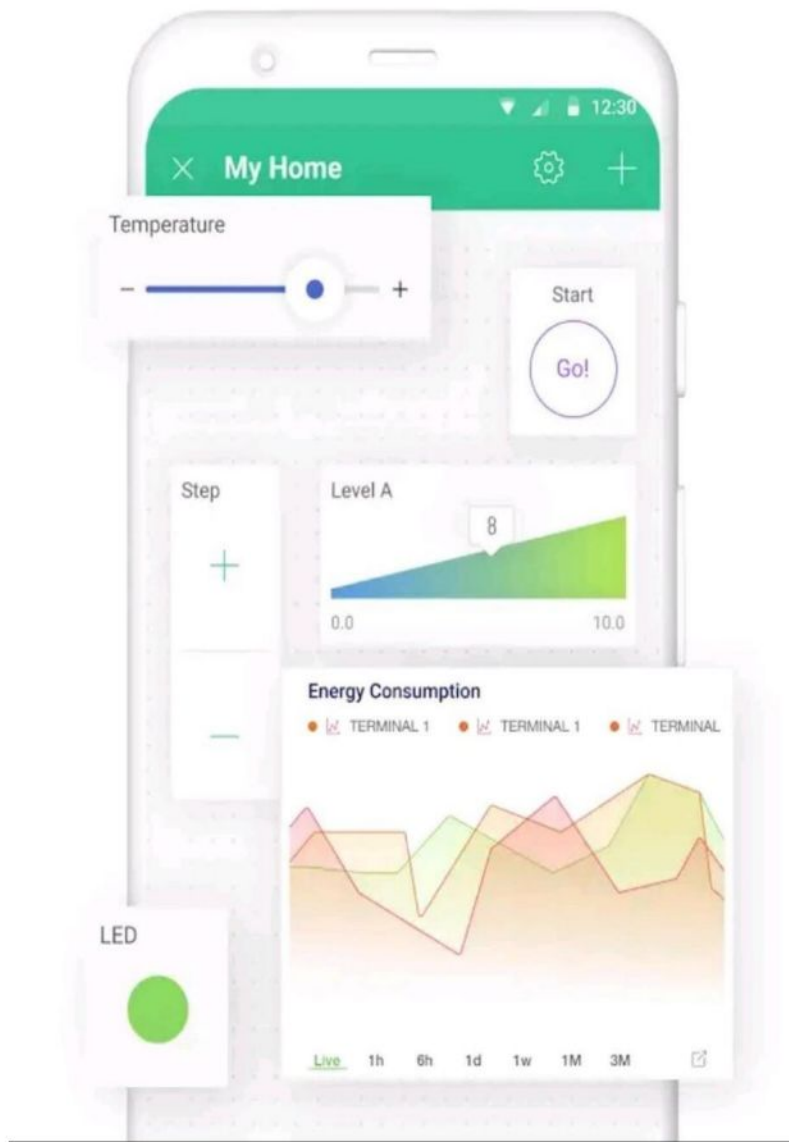 12:30
My Home
Temperature
− +
Start
Go!
Step
+
−
Level A
8
0.0 10.0
Energy Consumption
TERMINAL 1 TERMINAL 1 TERMINAL
LED
Live 1h 6h 1d 1w 1M 3M